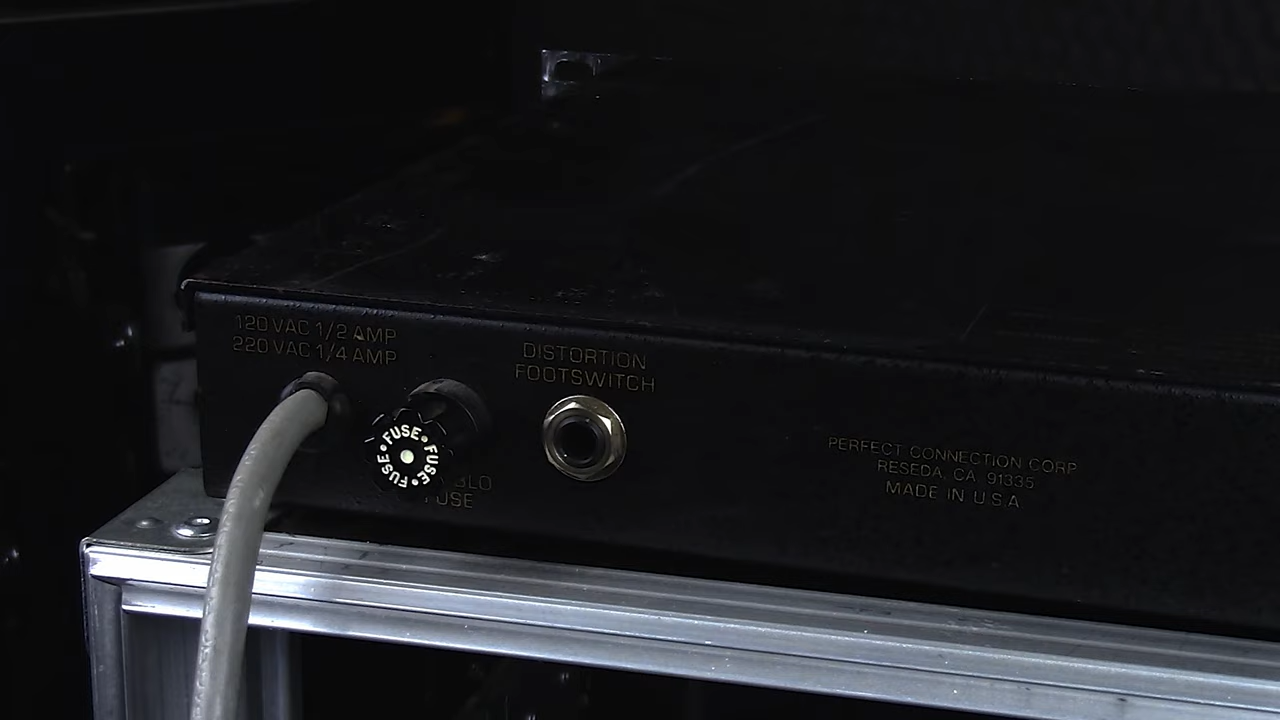 120 VAC 1/2 AMP
220 VAC 1/4 AMP
DISTORTION
FOOTSWITCH
FUSE • FUSE • FUSE • FUSE •
BLO
FUSE
PERFECT CONNECTION CORP
RESEDA, CA. 91335
MADE IN U.S.A